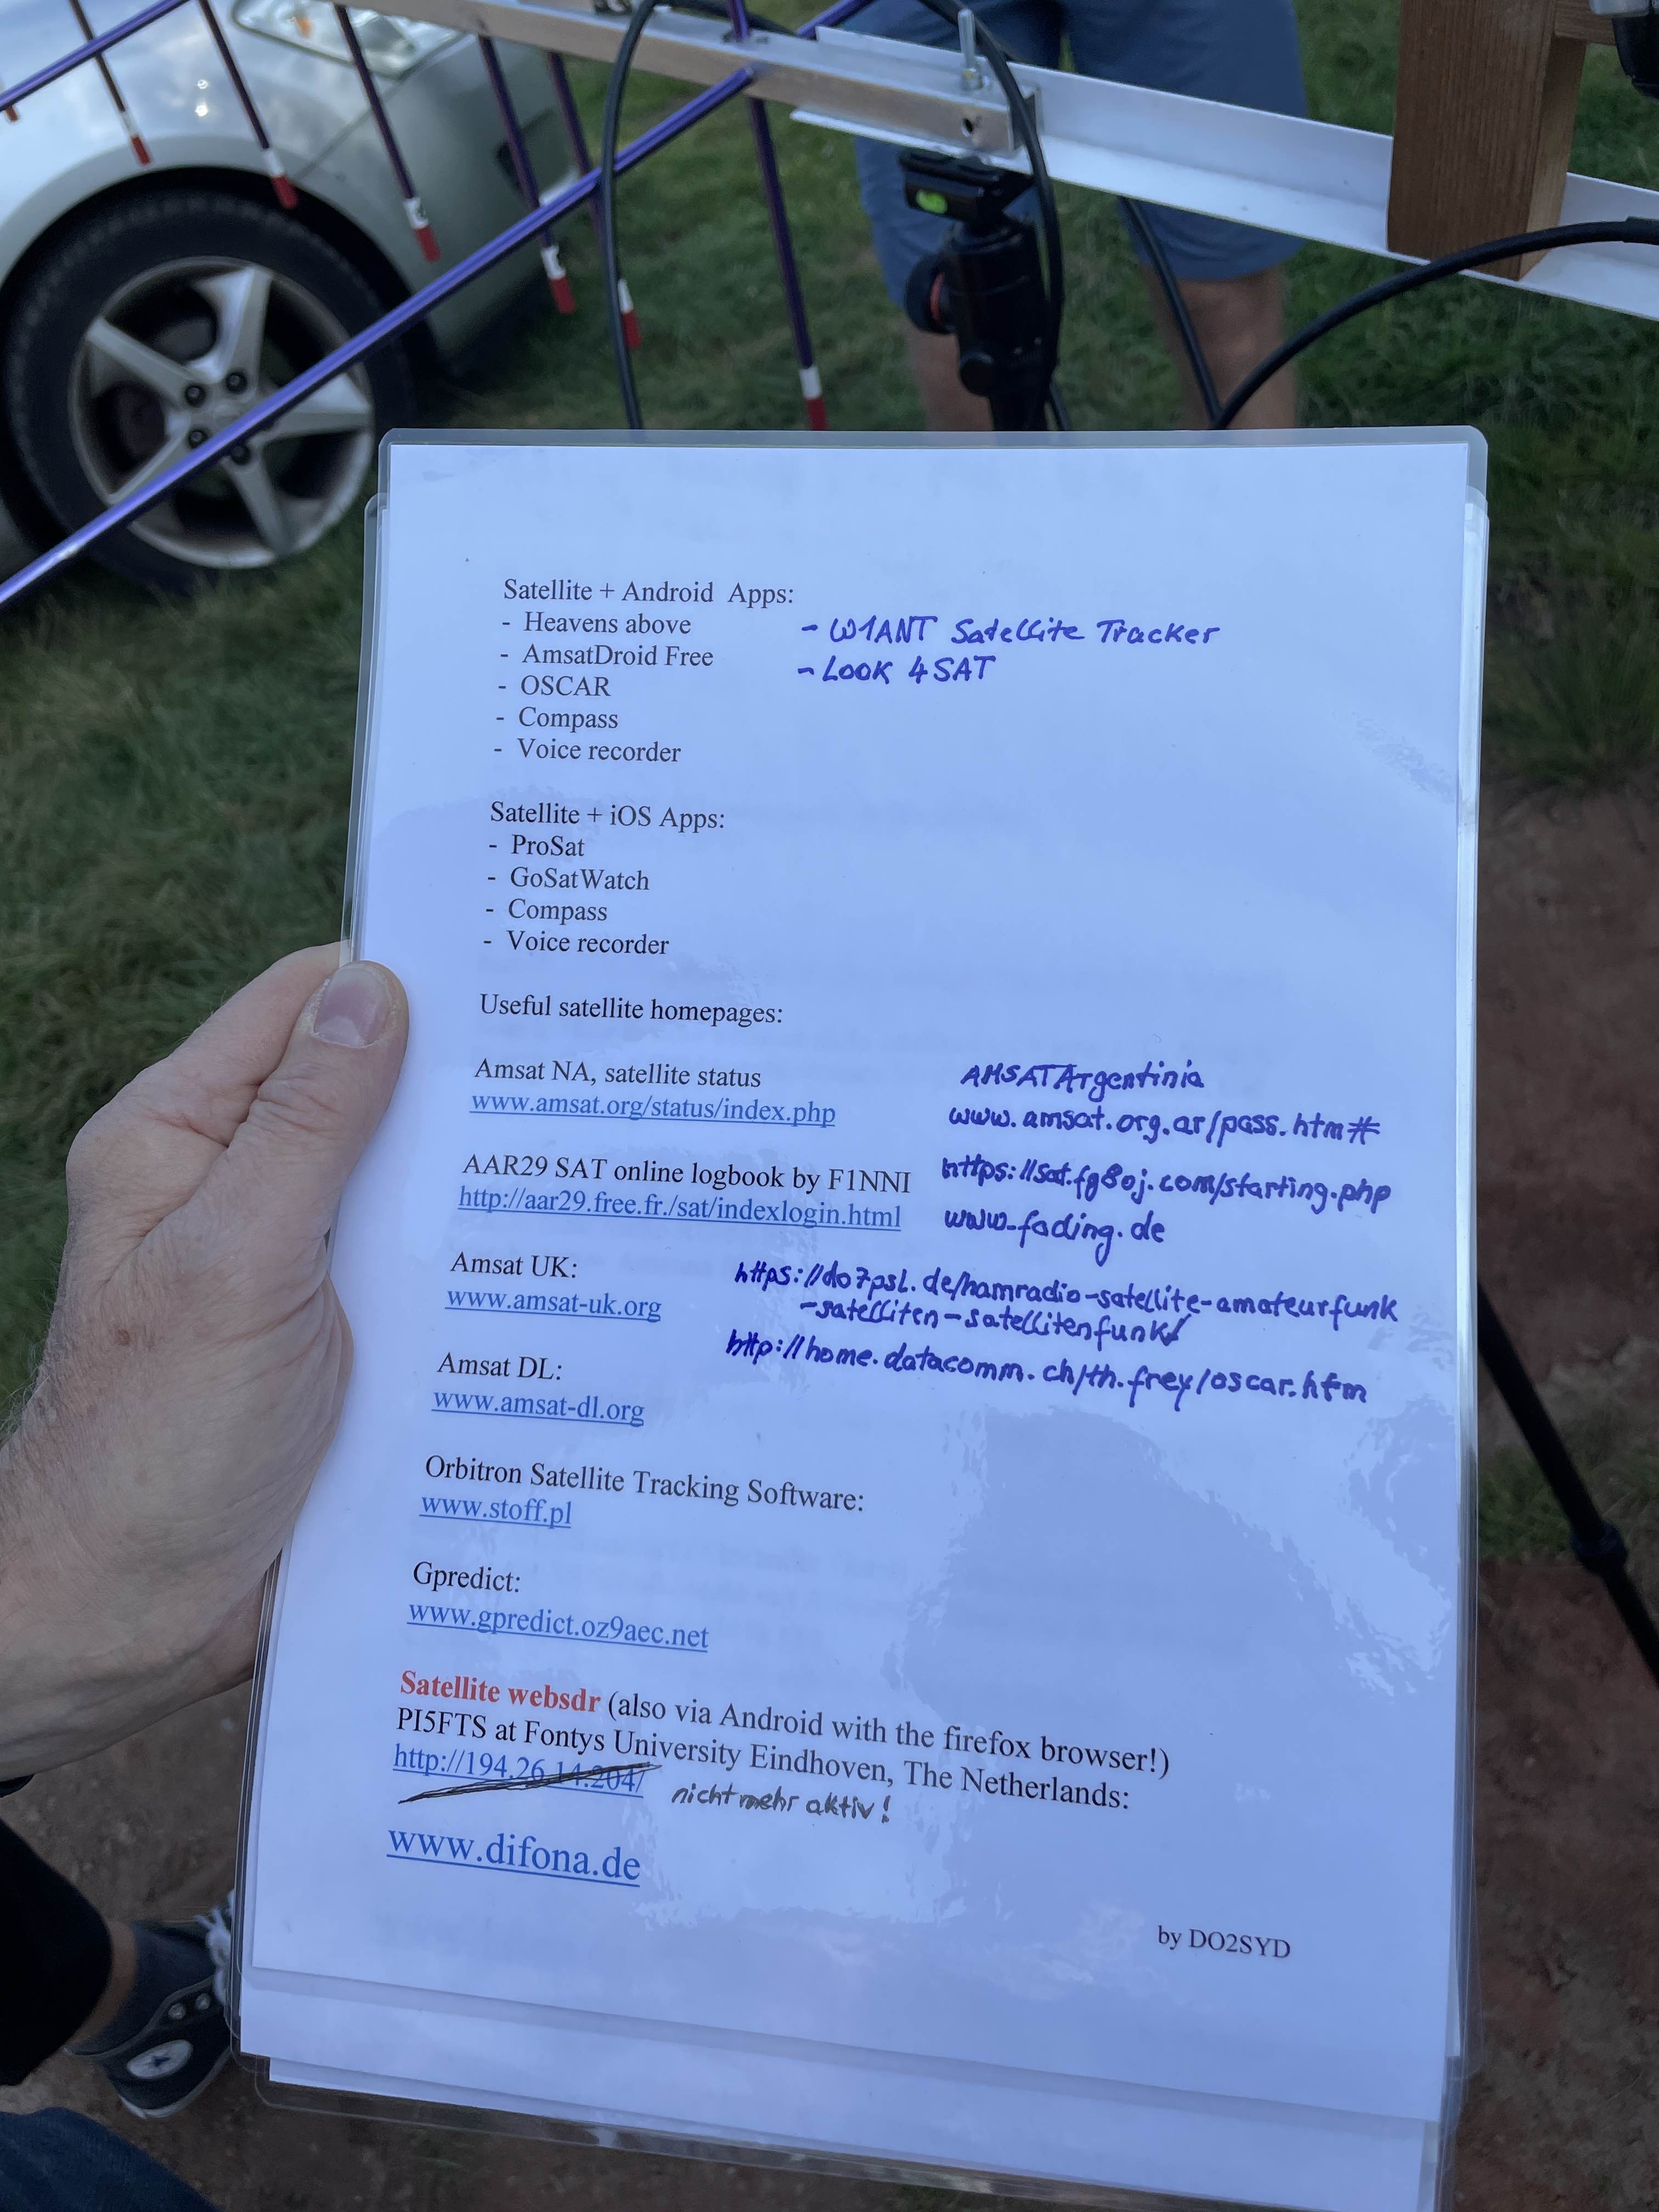 Satellite + Android Apps:
- Heavens above
- AmsatDroid Free
- OSCAR
- Compass
- Voice recorder
- W1ANT Satellite Tracker
- LOOK 4SAT
Satellite + iOS Apps:
- ProSat
- GoSatWatch
- Compass
- Voice recorder
Useful satellite homepages:
Amsat NA, satellite status
www.amsat.org/status/index.php
AMSAT Argentinia
www.amsat.org.ar/pass.htm#
AAR29 SAT online logbook by F1NNI
http://aar29.free.fr./sat/indexlogin.html
https://sat.fg8oj.com/starting.php
www.fading.de
Amsat UK:
www.amsat-uk.org
https://do7psl.de/hamradio-satellite-amateurfunk
-satelliten-satellitenfunk/
http://home.datacomm.ch/th.frey/oscar.htm
Amsat DL:
www.amsat-dl.org
Orbitron Satellite Tracking Software:
www.stoff.pl
Gpredict:
www.gpredict.oz9aec.net
Satellite websdr (also via Android with the firefox browser!)
PI5FTS at Fontys University Eindhoven, The Netherlands:
http://194.26.14.204/
nicht mehr aktiv!
www.difona.de
by DO2SYD